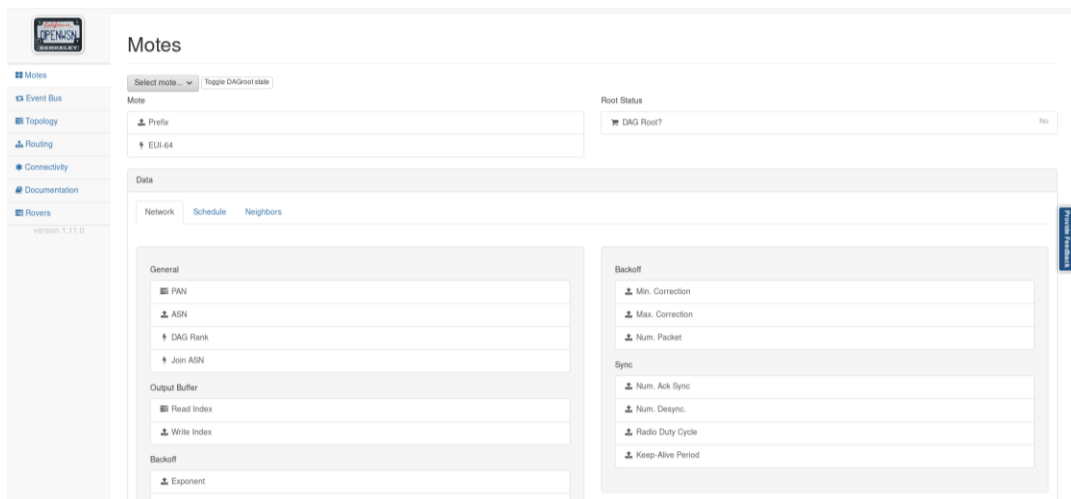 California
OPENWSN
BERKELEY
Motes
Event Bus
Topology
Routing
Connectivity
Documentation
Rovers
version 1.11.0
Motes
Select mote... Toggle DAGroot state
Mote
Prefix
EUI-64
Root Status
DAG Root? No
Data
Network Schedule Neighbors
General
PAN
ASN
DAG Rank
Join ASN
Output Buffer
Read Index
Write Index
Backoff
Exponent
Backoff
Min. Correction
Max. Correction
Num. Packet
Sync
Num. Ack Sync
Num. Desync.
Radio Duty Cycle
Keep-Alive Period
Provide Feedback